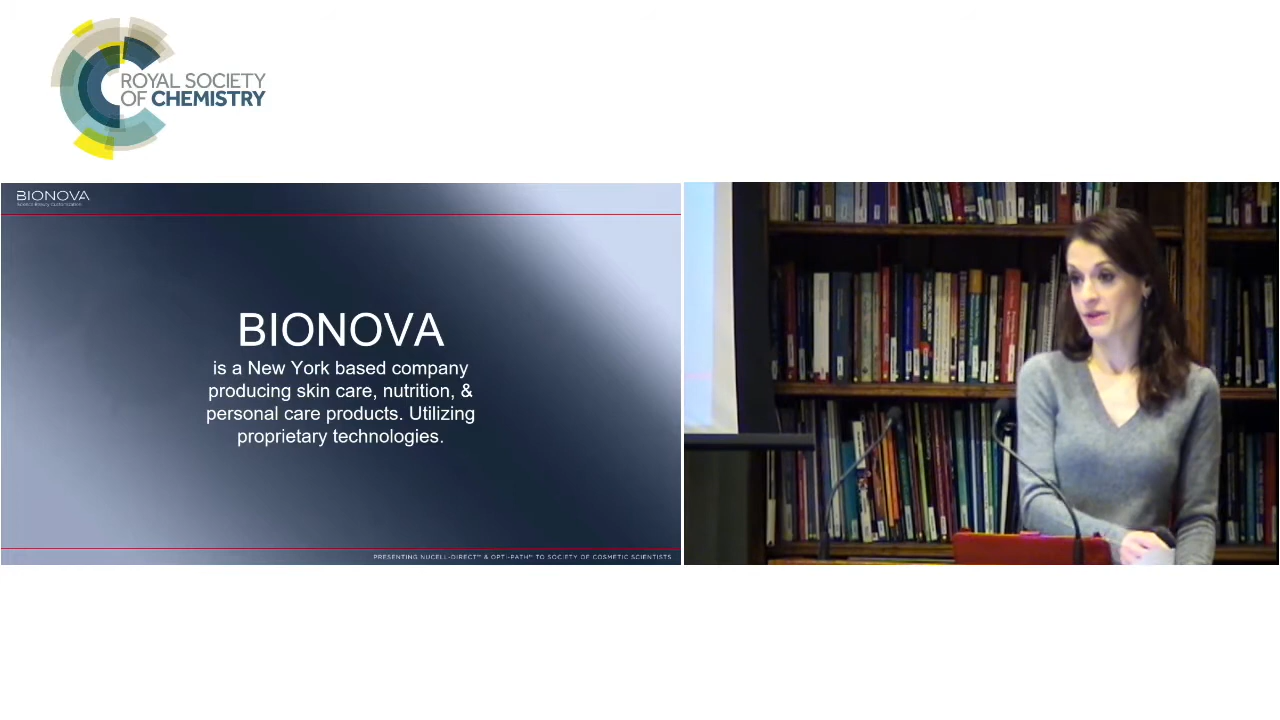 ROYAL SOCIETY
OF CHEMISTRY
BIONOVA
BIONOVA
is a New York based company
producing skin care, nutrition, &
personal care products. Utilizing
proprietary technologies.
PRESENTING NUCELL-DIRECT™ & OPTI-PATH™ TO SOCIETY OF COSMETIC SCIENTISTS